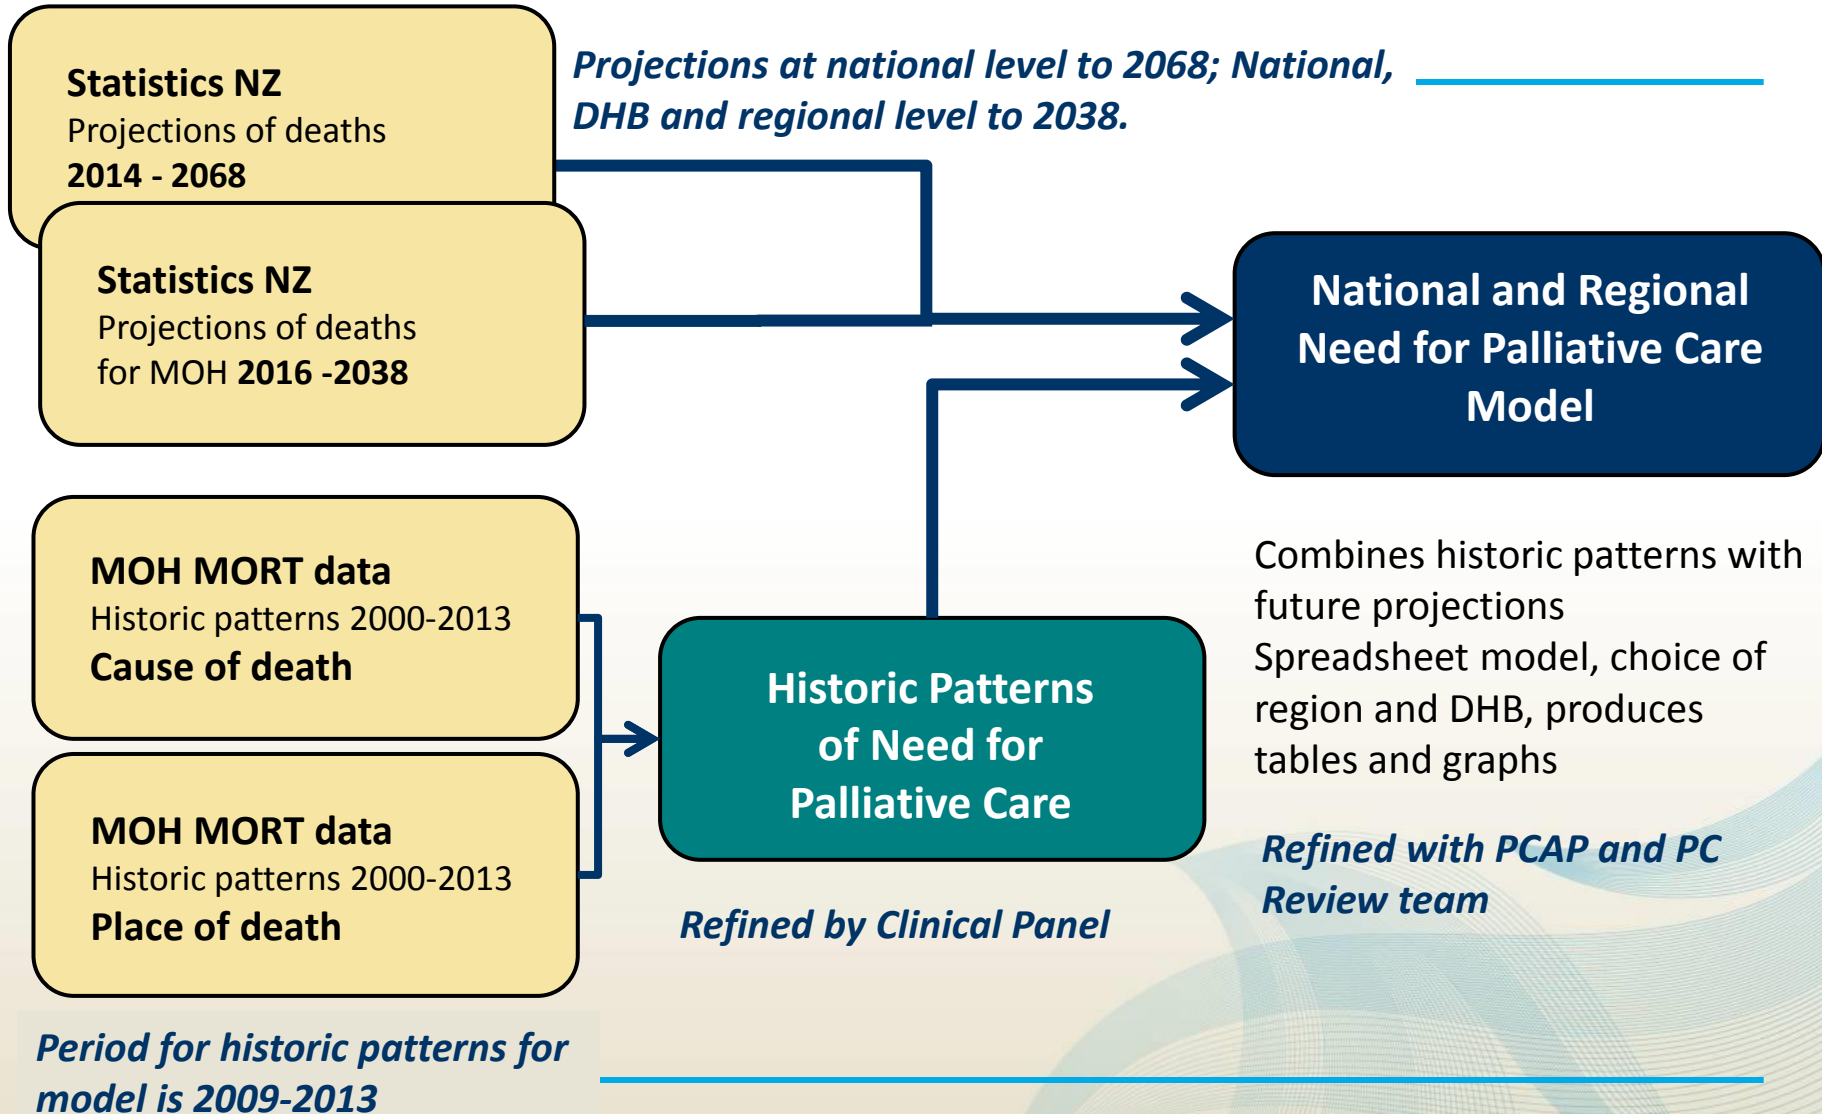 Statistics NZ
Projections of deaths
2014 - 2068
Projections at national level to 2068; National,
DHB and regional level to 2038.
Statistics NZ
Projections of deaths
for MOH 2016 -2038
National and Regional
Need for Palliative Care
Model
MOH MORT data
Historic patterns 2000-2013
Cause of death
Historic Patterns
of Need for
Palliative Care
Combines historic patterns with
future projections
Spreadsheet model, choice of
region and DHB, produces
tables and graphs
MOH MORT data
Historic patterns 2000-2013
Place of death
Refined by Clinical Panel
Refined with PCAP and PC
Review team
Period for historic patterns for
model is 2009-2013